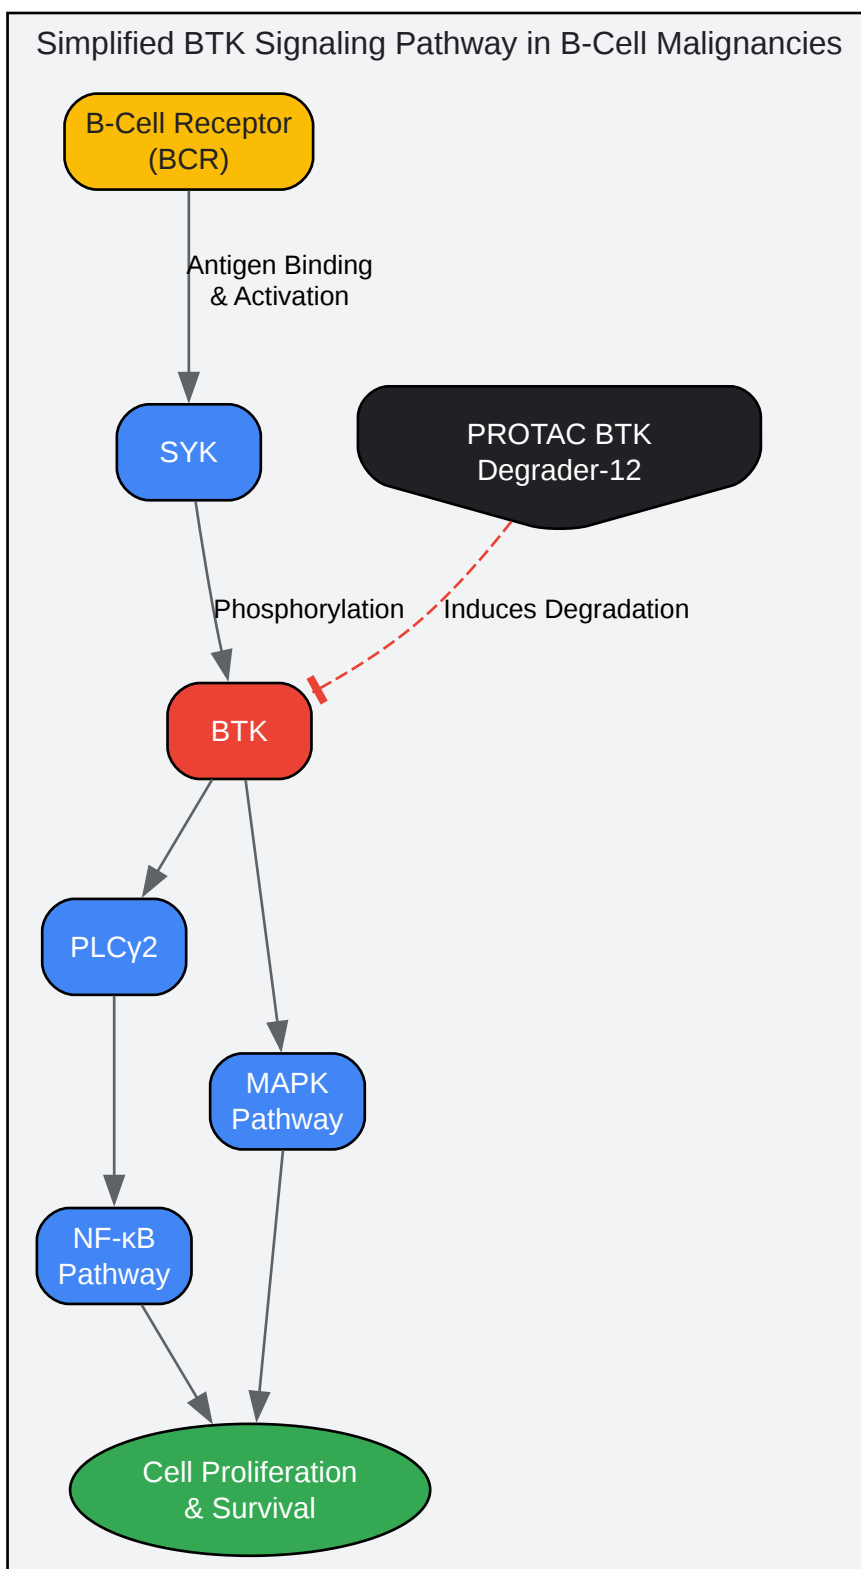 Simplified BTK Signaling Pathway in B-Cell Malignancies
B-Cell Receptor
(BCR)
Antigen Binding
& Activation
SYK
PROTAC BTK
Degrader-12
Phosphorylation
Induces Degradation
BTK
PLCγ2
MAPK
Pathway
NF-κB
Pathway
Cell Proliferation
& Survival